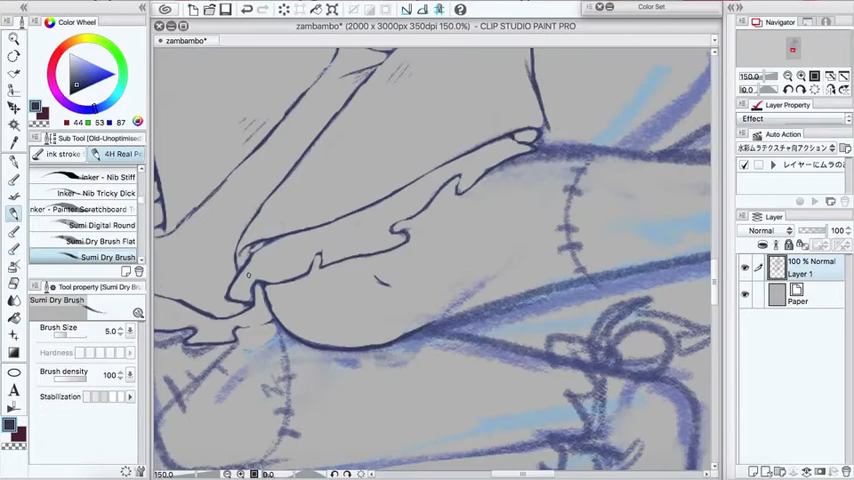 Color Set
zambambo* (2000 x 3000px 350dpi 150.0%) - CLIP STUDIO PAINT PRO
zambambo*
Color Wheel
44 53 87
Sub Tool [Old-Unoptimised
ink stroke 4H Real Pe
Inker - Nib Stiff
Inker - Nib Tricky Dick
Inker - Painter Scratchboard Tr
Sumi Digital Round
Sumi Dry Brush Flat
Sumi Dry Brush
Tool property [Sumi Dry Br
Sumi Dry Brush
Brush Size 5.0
Hardness
Brush density 100
Stabilization
A
150.0 0.0
Navigator
150.0
0.0
Layer Property
Effect
Auto Action
水彩ムラテクスチャ向アクション
レイヤーにムラの
Layer
Normal 100
100 % Normal
Layer 1
Paper